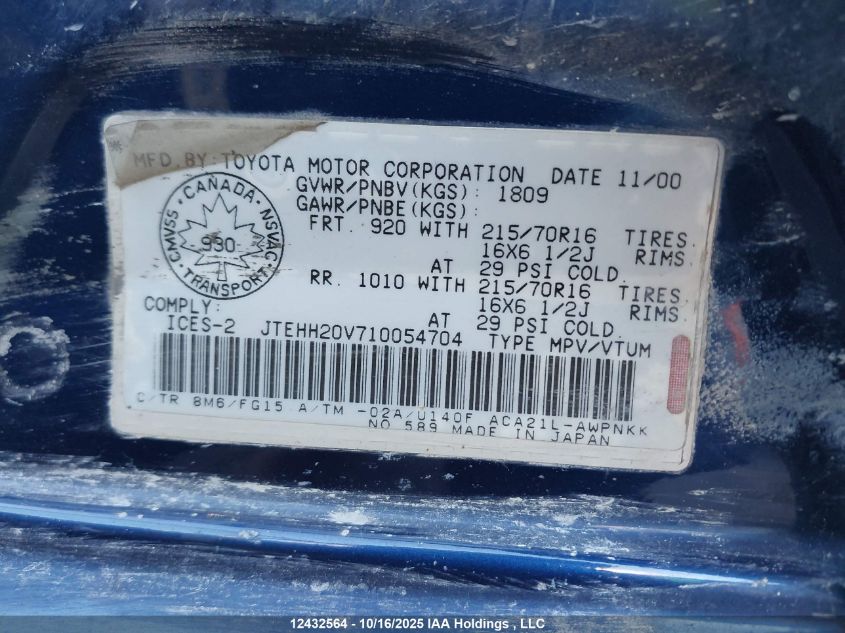 MFD. BY: TOYOTA MOTOR CORPORATION DATE 11/00
GVWR/PNBV(KGS): 1809
GAWR/PNBE(KGS):
FRT. 920 WITH 215/70R16 TIRES.
16X6 1/2J RIMS
AT 29 PSI COLD.
RR. 1010 WITH 215/70R16 TIRES.
16X6 1/2J RIMS
AT 29 PSI COLD.
CANADA
CMVSS · NSVAC
990
TRANSPORT
COMPLY:
ICES-2 JTEHH20V710054704 TYPE MPV/VTUM
C/TR 8M6/FG15 A/TM -02A/U140F ACA21L-AWPNKK
NO 589 MADE IN JAPAN
12432564 - 10/16/2025 IAA Holdings , LLC